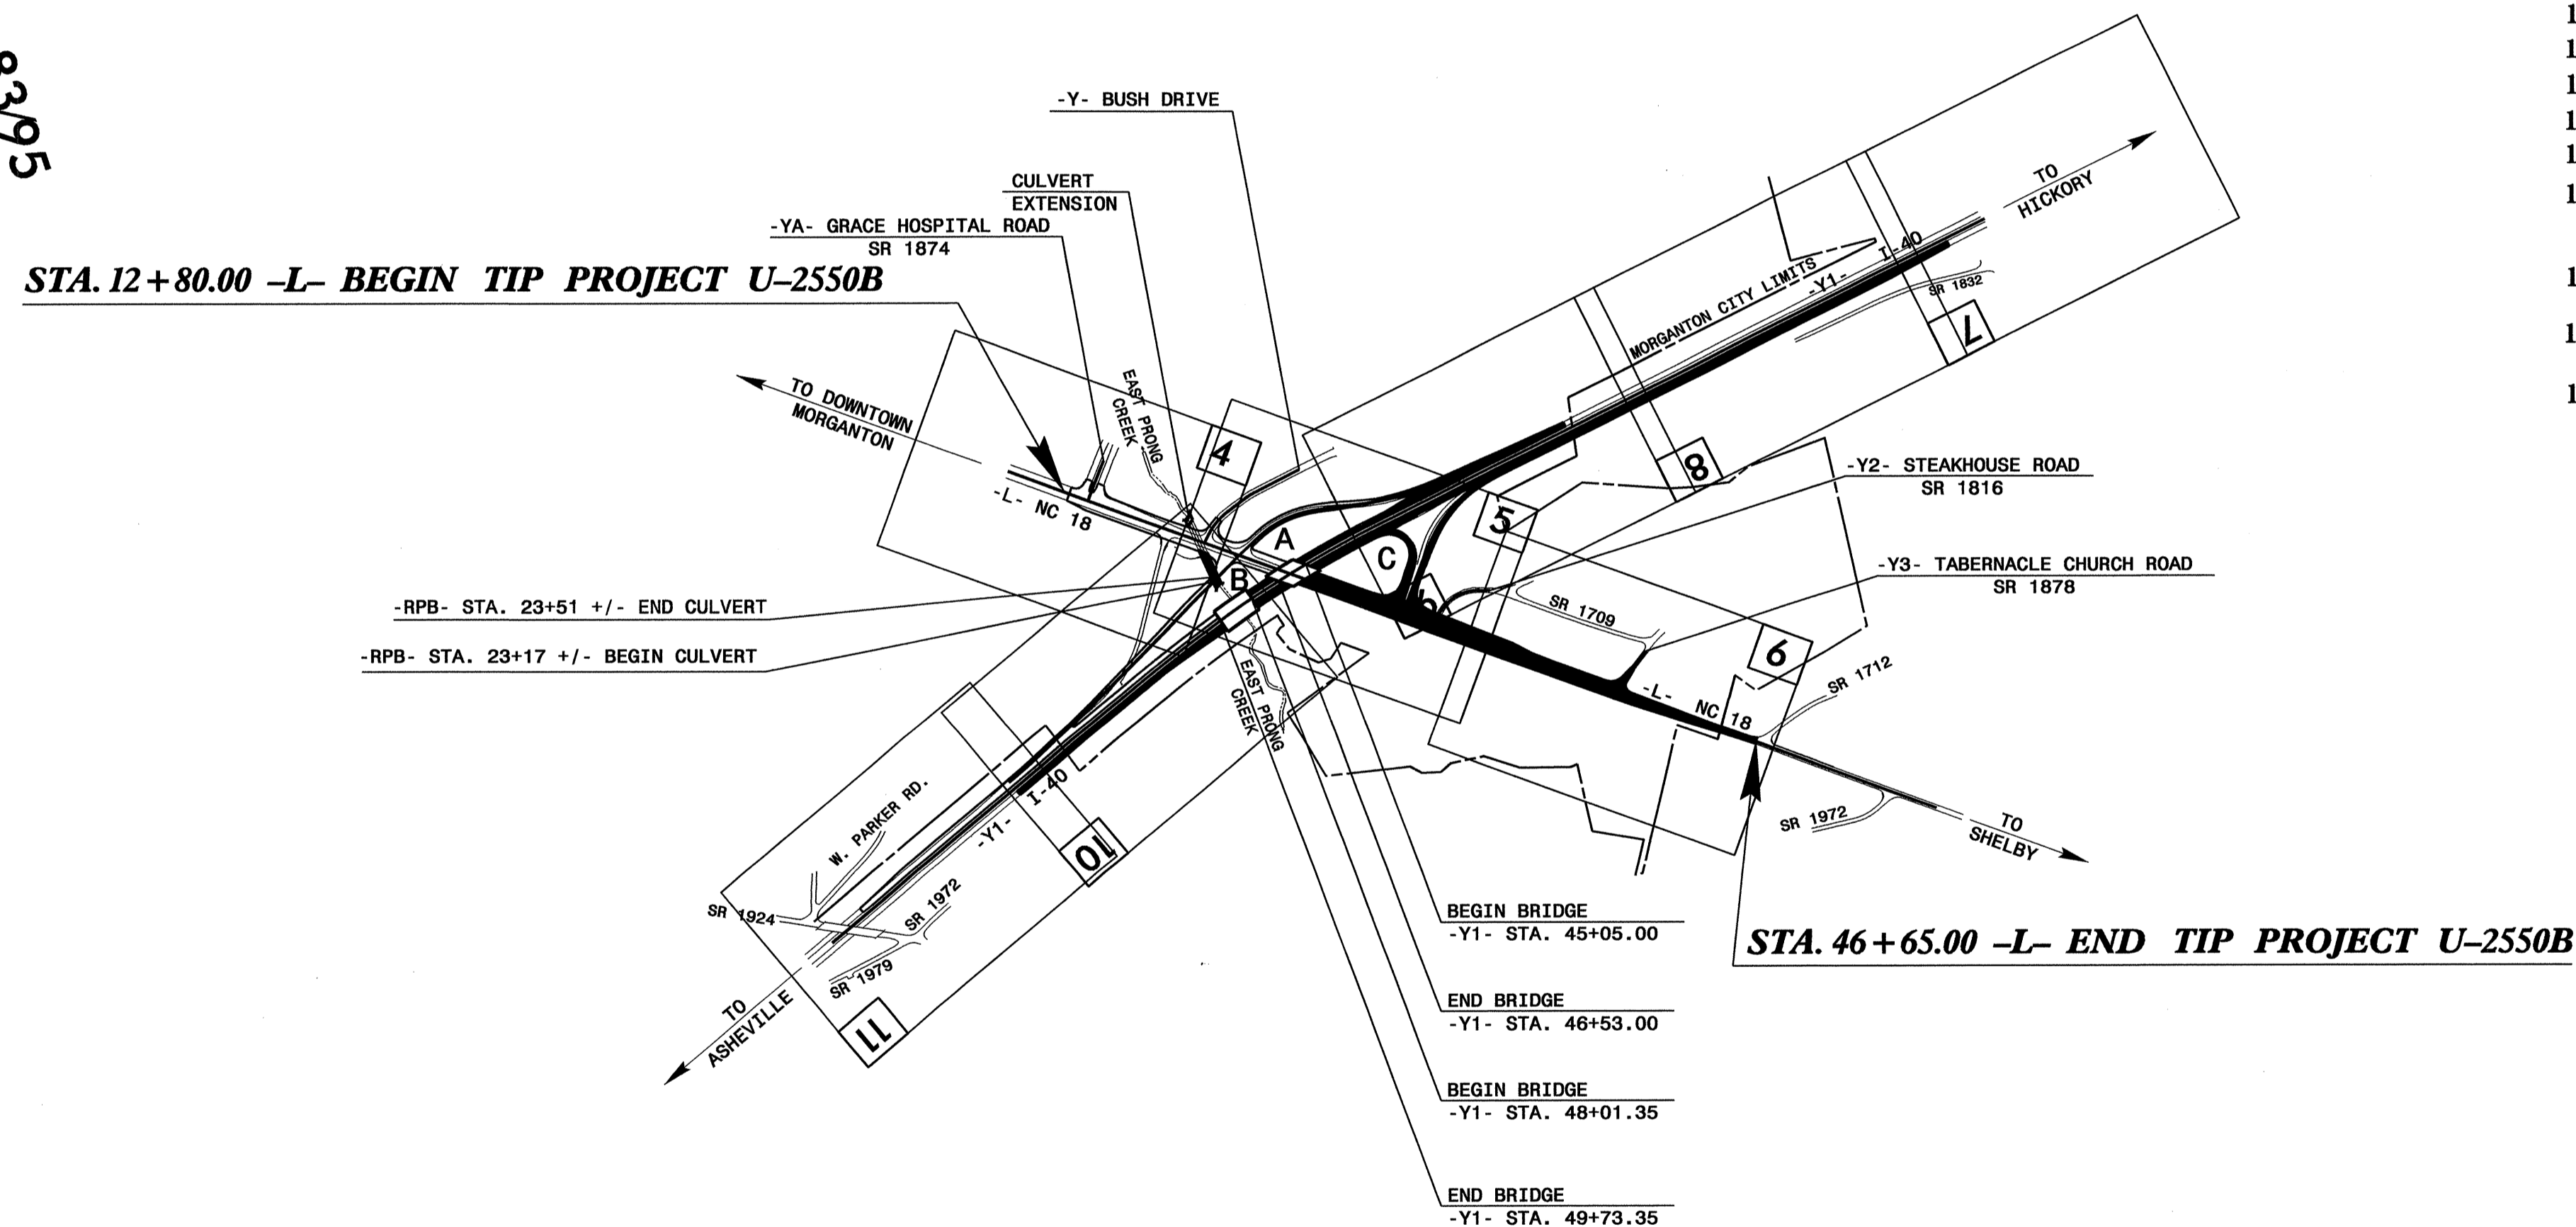 -Y- BUSH DRIVE
CULVERT
EXTENSION
-YA- GRACE HOSPITAL ROAD
SR 1874
STA. 12+80.00 –L– BEGIN TIP PROJECT U–2550B
TO DOWNTOWN
MORGANTON
EAST PRONG
CREEK
-L- NC 18
4
TO
HICKORY
I-40
-Y1-
MORGANTON CITY LIMITS
SR 1832
7
8
5
A
B
C
-Y2- STEAKHOUSE ROAD
SR 1816
-Y3- TABERNACLE CHURCH ROAD
SR 1878
SR 1709
6
SR 1712
-L-
NC 18
-RPB- STA. 23+51 +/- END CULVERT
-RPB- STA. 23+17 +/- BEGIN CULVERT
EAST PRONG
CREEK
SR 1972
TO
SHELBY
I-40
-Y1-
W. PARKER RD.
10
SR 1924
SR 1972
SR 1979
11
TO
ASHEVILLE
BEGIN BRIDGE
-Y1- STA. 45+05.00
STA. 46+65.00 –L– END TIP PROJECT U–2550B
END BRIDGE
-Y1- STA. 46+53.00
BEGIN BRIDGE
-Y1- STA. 48+01.35
END BRIDGE
-Y1- STA. 49+73.35